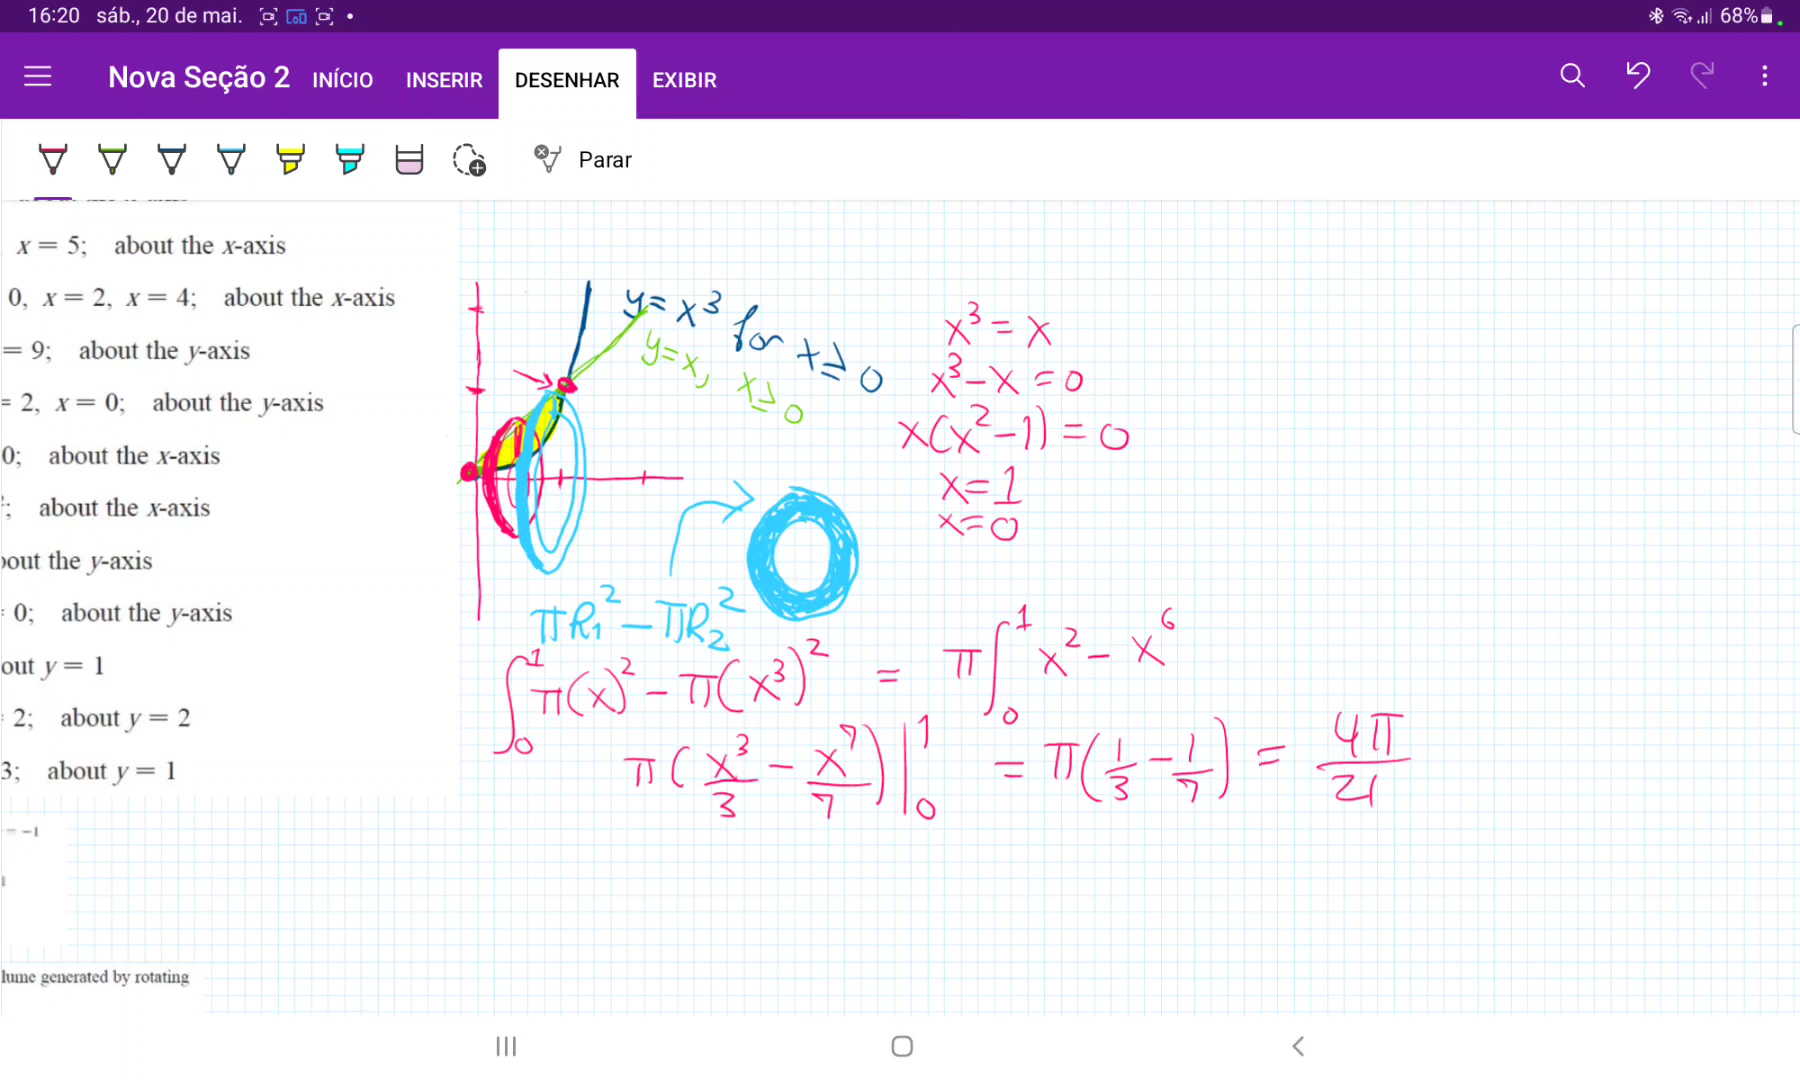 16:20 sáb., 20 de mai. 68%
Nova Seção 2 INÍCIO INSERIR DESENHAR EXIBIR
Parar
x = 5; about the x-axis
0, x = 2, x = 4; about the x-axis
= 9; about the y-axis
= 2, x = 0; about the y-axis
0; about the x-axis
; about the x-axis
out the y-axis
= 0; about the y-axis
out y = 1
= 2; about y = 2
3; about y = 1
= −1
lume generated by rotating
y = x³ for x ≥ 0
y = x, x ≥ 0
x³ = x
x³ − x = 0
x(x² − 1) = 0
x = 1
x = 0
πR₁² − πR₂²
∫₀¹ π(x)² − π(x³)² = π ∫₀¹ x² − x⁶
π(x³/3 − x⁷/7)|₀¹ = π(1/3 − 1/7) = 4π/21